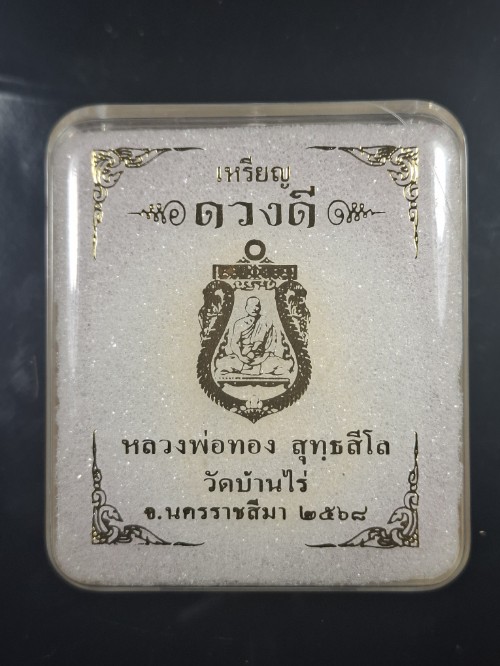 เหรียญ
ดวงดี
หลวงพ่อทอง สุทฺธสีโล
วัดบ้านไร่
จ.นครราชสีมา ๒๕๖๘